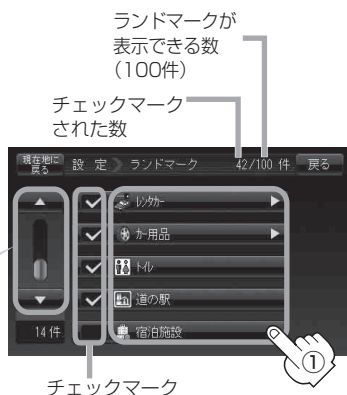 ランドマークが
表示できる数
（100件）
チェックマーク
された数
現在地に
戻る
設 定
ランドマーク
42/100 件
戻る
ﾚﾝﾀｶｰ
ｶｰ用品
ﾄｲﾚ
道の駅
14 件
宿泊施設
①
チェックマーク